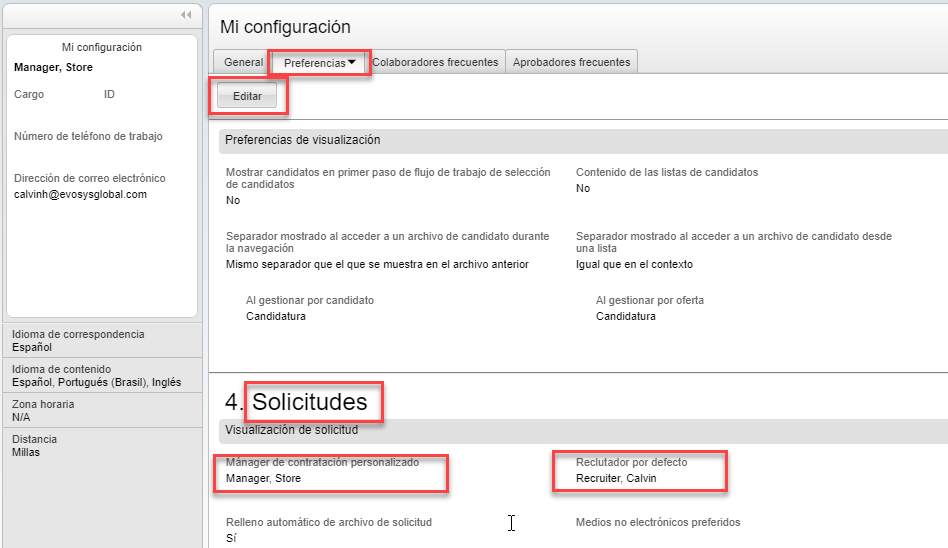 Mi configuración
Manager, Store
Cargo ID
Número de teléfono de trabajo
Dirección de correo electrónico
calvinh@evosysglobal.com
Idioma de correspondencia
Español
Idioma de contenido
Español, Portugués (Brasil), Inglés
Zona horaria
N/A
Distancia
Millas
Mi configuración
General Preferencias Colaboradores frecuentes Aprobadores frecuentes
Editar
Preferencias de visualización
Mostrar candidatos en primer paso de flujo de trabajo de selección
de candidatos
No
Contenido de las listas de candidatos
No
Separador mostrado al acceder a un archivo de candidato durante
la navegación
Mismo separador que el que se muestra en el archivo anterior
Separador mostrado al acceder a un archivo de candidato desde
una lista
Igual que en el contexto
Al gestionar por candidato
Candidatura
Al gestionar por oferta
Candidatura
4. Solicitudes
Visualización de solicitud
Mánager de contratación personalizado
Manager, Store
Reclutador por defecto
Recruiter, Calvin
Relleno automático de archivo de solicitud
Sí
Medios no electrónicos preferidos